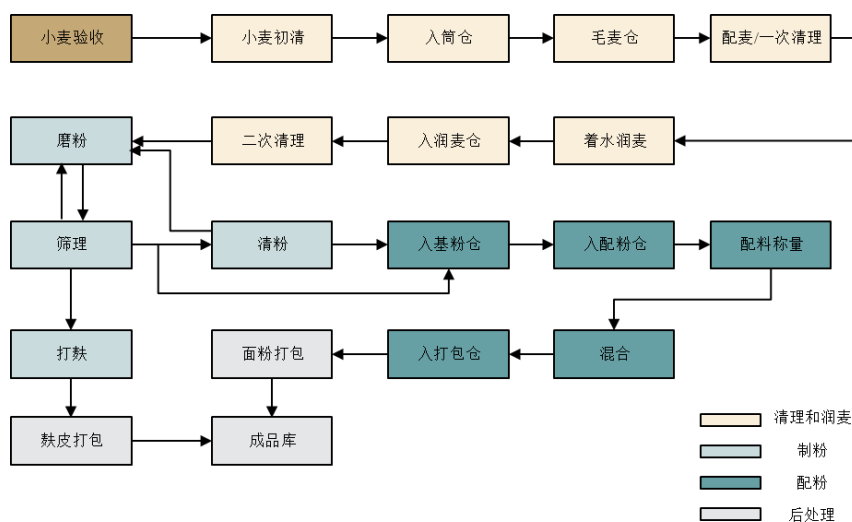 小麦验收
小麦初清
入筒仓
毛麦仓
配麦/一次清理
磨粉
二次清理
入润麦仓
着水润麦
筛理
清粉
入基粉仓
入配粉仓
配料称量
打麸
面粉打包
入打包仓
混合
麸皮打包
成品库
清理和润麦
制粉
配粉
后处理